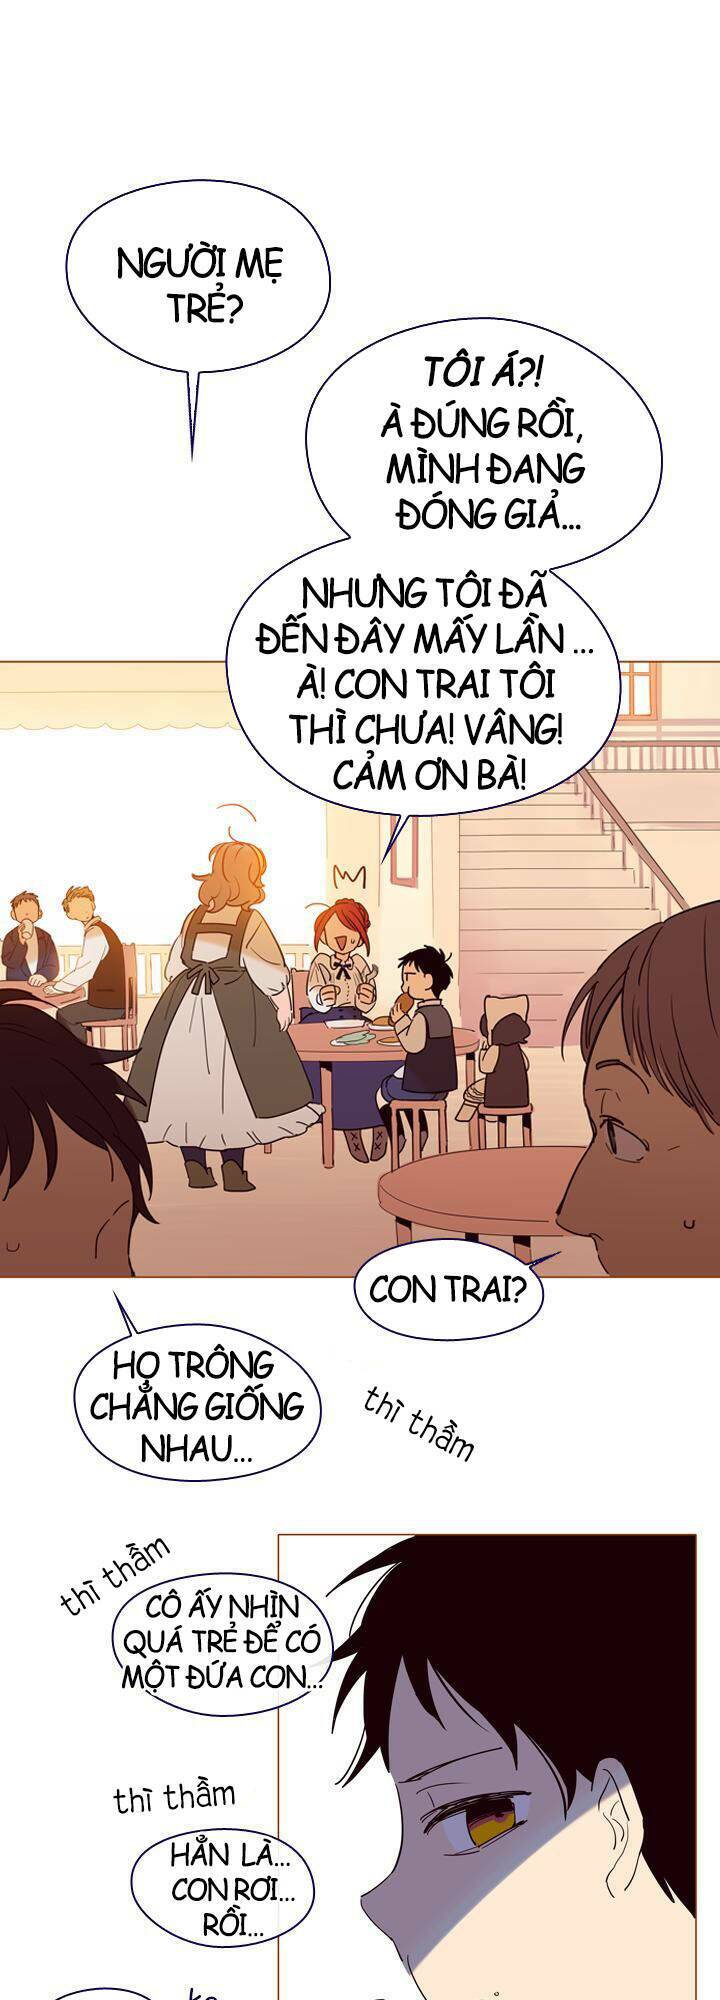 NGƯỜI MẸ
TRẺ?
TÔI Á?!
À ĐÚNG RỒI,
MÌNH ĐANG
ĐÓNG GIẢ...
NHƯNG TÔI ĐÃ
ĐẾN ĐÂY MẤY LẦN ...
À! CON TRAI TÔI
THÌ CHƯA! VÂNG!
CẢM ƠN BÀ!
CON TRAI?
HỌ TRÔNG
CHẲNG GIỐNG
NHAU...
thì thầm
thì thầm
CÔ ẤY NHÌN
QUÁ TRẺ ĐỂ CÓ
MỘT ĐỨA CON...
thì thầm
HẲN LÀ...
CON RƠI...
RỒI...